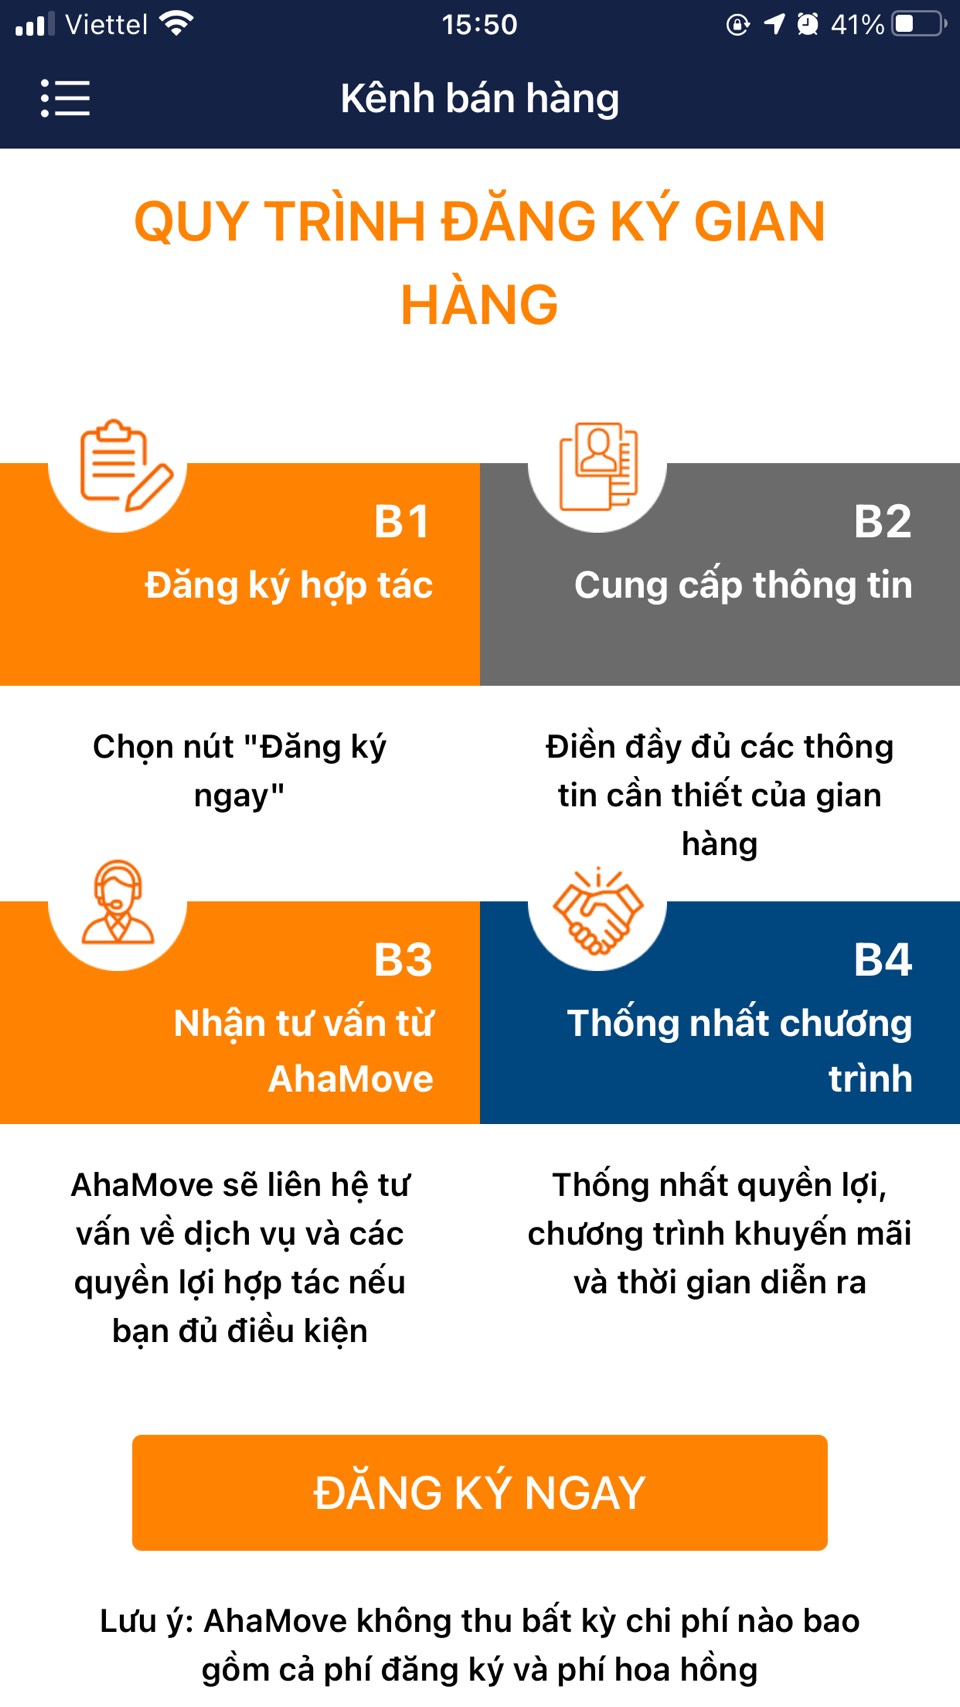 Viettel
15:50
41%
Kênh bán hàng
QUY TRÌNH ĐĂNG KÝ GIAN
HÀNG
B1
Đăng ký hợp tác
Chọn nút "Đăng ký
ngay"
B2
Cung cấp thông tin
Điền đầy đủ các thông
tin cần thiết của gian
hàng
B3
Nhận tư vấn từ
AhaMove
AhaMove sẽ liên hệ tư
vấn về dịch vụ và các
quyền lợi hợp tác nếu
bạn đủ điều kiện
B4
Thống nhất chương
trình
Thống nhất quyền lợi,
chương trình khuyến mãi
và thời gian diễn ra
ĐĂNG KÝ NGAY
Lưu ý: AhaMove không thu bất kỳ chi phí nào bao
gồm cả phí đăng ký và phí hoa hồng